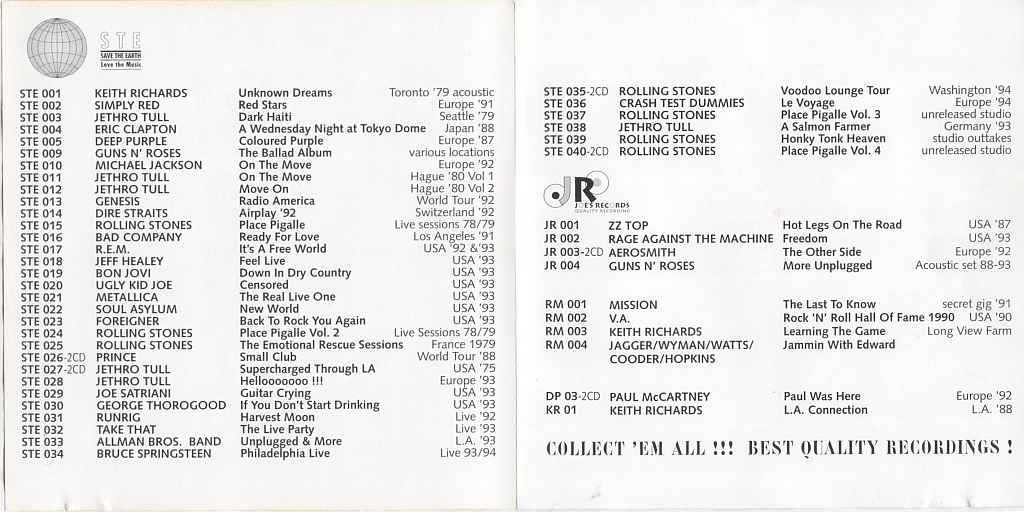 STE
SAVE THE EARTH
Love the Music
STE 001 KEITH RICHARDS Unknown Dreams Toronto '79 acoustic
STE 002 SIMPLY RED Red Stars Europe '91
STE 003 JETHRO TULL Dark Haiti Seattle '79
STE 004 ERIC CLAPTON A Wednesday Night at Tokyo Dome Japan '88
STE 005 DEEP PURPLE Coloured Purple Europe '87
STE 009 GUNS N' ROSES The Ballad Album various locations
STE 010 MICHAEL JACKSON On The Move Europe '92
STE 011 JETHRO TULL On The Move Hague '80 Vol 1
STE 012 JETHRO TULL Move On Hague '80 Vol 2
STE 013 GENESIS Radio America World Tour '92
STE 014 DIRE STRAITS Airplay '92 Switzerland '92
STE 015 ROLLING STONES Place Pigalle Live sessions 78/79
STE 016 BAD COMPANY Ready For Love Los Angeles '91
STE 017 R.E.M. It's A Free World USA '92 &'93
STE 018 JEFF HEALEY Feel Live USA '93
STE 019 BON JOVI Down In Dry Country USA '93
STE 020 UGLY KID JOE Censored USA '93
STE 021 METALLICA The Real Live One USA '93
STE 022 SOUL ASYLUM New World USA '93
STE 023 FOREIGNER Back To Rock You Again USA '93
STE 024 ROLLING STONES Place Pigalle Vol. 2 Live Sessions 78/79
STE 025 ROLLING STONES The Emotional Rescue Sessions France 1979
STE 026-2CD PRINCE Small Club World Tour '88
STE 027-2CD JETHRO TULL Supercharged Through LA USA '75
STE 028 JETHRO TULL Hellooooooo !!! Europe '93
STE 029 JOE SATRIANI Guitar Crying USA '93
STE 030 GEORGE THOROGOOD If You Don't Start Drinking USA '93
STE 031 RUNRIG Harvest Moon Live '92
STE 032 TAKE THAT The Live Party Live '93
STE 033 ALLMAN BROS. BAND Unplugged & More L.A. '93
STE 034 BRUCE SPRINGSTEEN Philadelphia Live Live 93/94
STE 035-2CD ROLLING STONES Voodoo Lounge Tour Washington '94
STE 036 CRASH TEST DUMMIES Le Voyage Europe '94
STE 037 ROLLING STONES Place Pigalle Vol. 3 unreleased studio
STE 038 JETHRO TULL A Salmon Farmer Germany '93
STE 039 ROLLING STONES Honky Tonk Heaven studio outtakes
STE 040-2CD ROLLING STONES Place Pigalle Vol. 4 unreleased studio
JR
JOE'S RECORDS
QUALITY RECORDING
JR 001 ZZ TOP Hot Legs On The Road USA '87
JR 002 RAGE AGAINST THE MACHINE Freedom USA '93
JR 003-2CD AEROSMITH The Other Side Europe '92
JR 004 GUNS N' ROSES More Unplugged Acoustic set 88-93
RM 001 MISSION The Last To Know secret gig '91
RM 002 V.A. Rock 'N' Roll Hall Of Fame 1990 USA '90
RM 003 KEITH RICHARDS Learning The Game Long View Farm
RM 004 JAGGER/WYMAN/WATTS/ Jammin With Edward
COODER/HOPKINS
DP 03-2CD PAUL McCARTNEY Paul Was Here Europe '92
KR 01 KEITH RICHARDS L.A. Connection L.A. '88
COLLECT 'EM ALL !!! BEST QUALITY RECORDINGS !